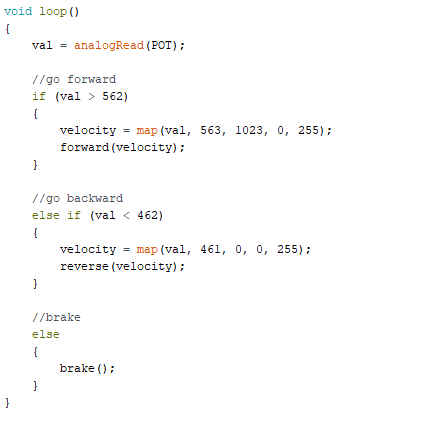 void loop()
{
    val = analogRead(POT);

    //go forward
    if (val > 562)
    {
        velocity = map(val, 563, 1023, 0, 255);
        forward(velocity);
    }

    //go backward
    else if (val < 462)
    {
        velocity = map(val, 461, 0, 0, 255);
        reverse(velocity);
    }

    //brake
    else
    {
        brake();
    }
}